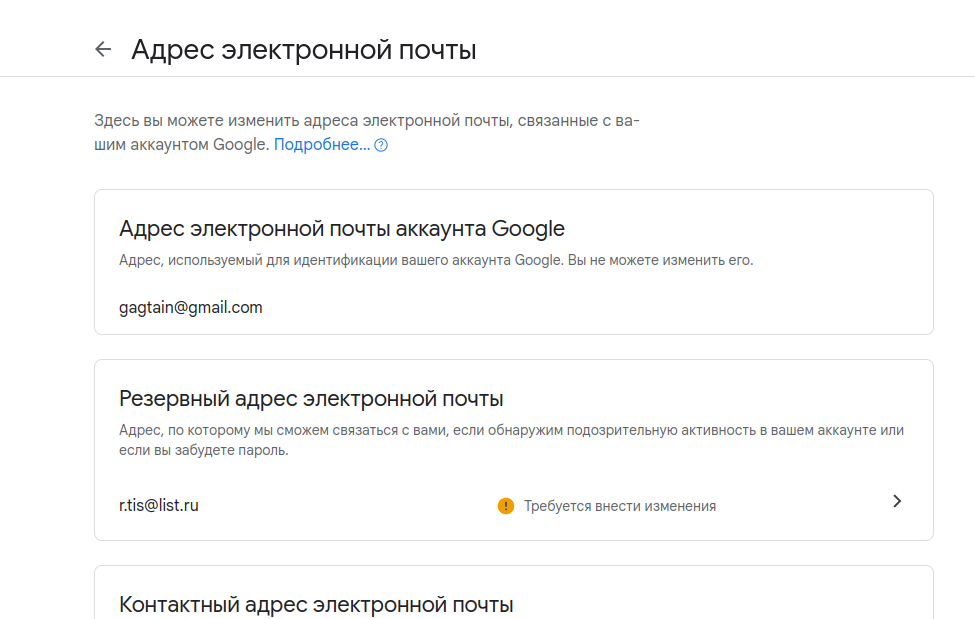 Адрес электронной почты
Здесь вы можете изменить адреса электронной почты, связанные с ва-
шим аккаунтом Google. Подробнее...
Адрес электронной почты аккаунта Google
Адрес, используемый для идентификации вашего аккаунта Google. Вы не можете изменить его.
gagtain@gmail.com
Резервный адрес электронной почты
Адрес, по которому мы сможем связаться с вами, если обнаружим подозрительную активность в вашем аккаунте или
если вы забудете пароль.
r.tis@list.ru
Требуется внести изменения
Контактный адрес электронной почты